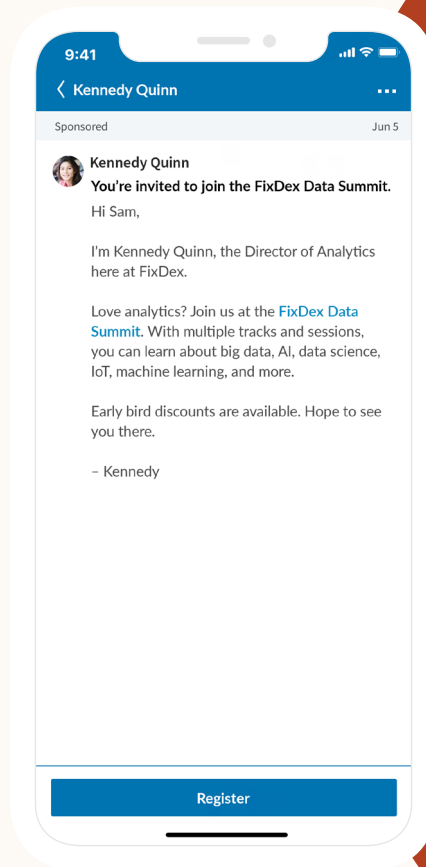 9:41
Kennedy Quinn
Sponsored Jun 5
Kennedy Quinn
You're invited to join the FixDex Data Summit.
Hi Sam,
I'm Kennedy Quinn, the Director of Analytics
here at FixDex.
Love analytics? Join us at the FixDex Data
Summit. With multiple tracks and sessions,
you can learn about big data, AI, data science,
IoT, machine learning, and more.
Early bird discounts are available. Hope to see
you there.
– Kennedy
Register